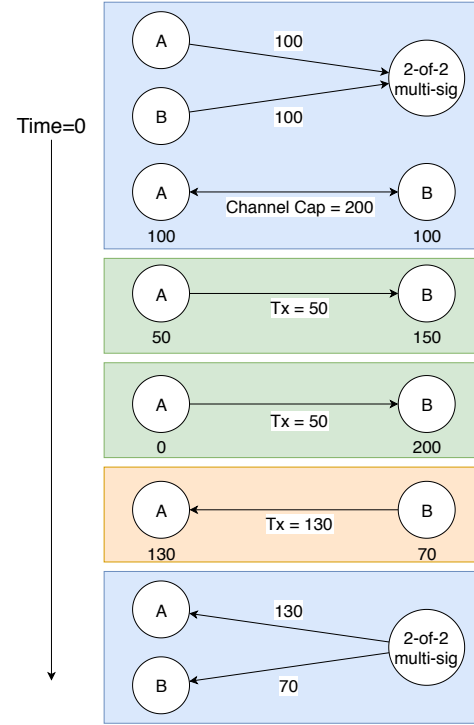 A
100
2-of-2
multi-sig
B
100
Time=0
A
Channel Cap = 200
B
100
100
A
Tx = 50
B
50
150
A
Tx = 50
B
0
200
A
Tx = 130
B
130
70
A
130
2-of-2
multi-sig
B
70